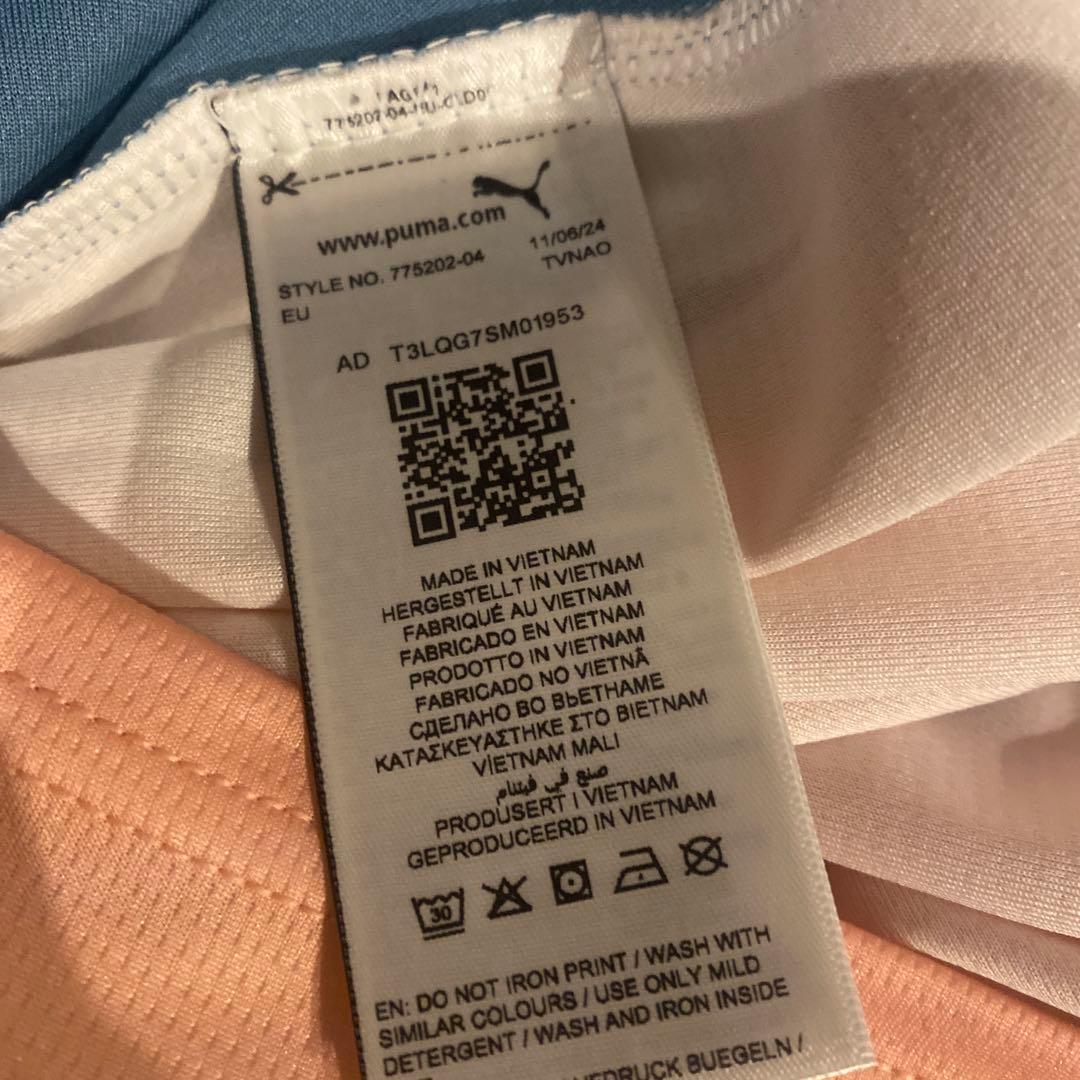 775202-04
www.puma.com
STYLE NO. 775202-04
11/06/24
EU
TVNAO
AD T3LQG7SM01953
MADE IN VIETNAM
HERGESTELLT IN VIETNAM
FABRIQUÉ AU VIETNAM
FABRICADO EN VIETNAM
PRODOTTO IN VIETNAM
FABRICADO NO VIETNÃ
СДЕЛАНО ВО ВЬЕТНАМЕ
ΚΑΤΑΣΚΕΥΑΣΤΗΚΕ ΣΤΟ ΒΙΕΤΝΑΜ
VİETNAM MALI
صنع في فيتنام
PRODUSERT I VIETNAM
GEPRODUCEERD IN VIETNAM
30
EN: DO NOT IRON PRINT / WASH WITH
SIMILAR COLOURS / USE ONLY MILD
DETERGENT / WASH AND IRON INSIDE
BUEGELN /